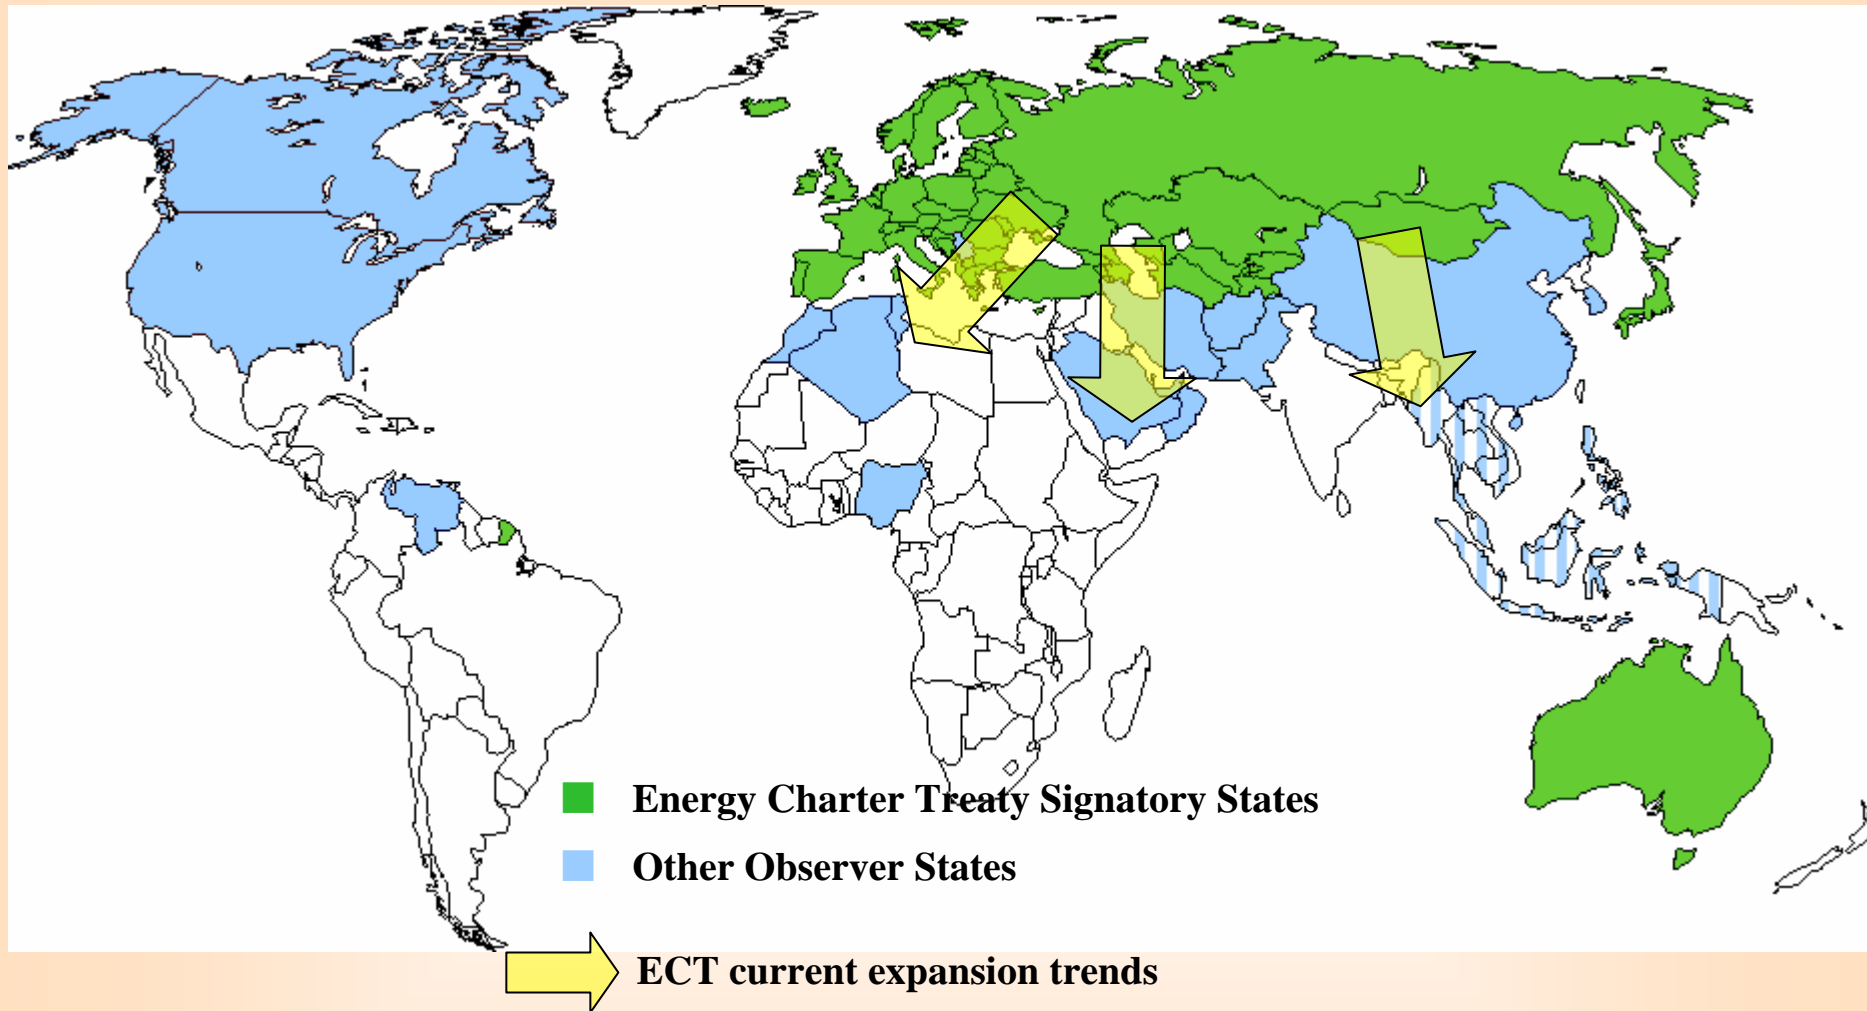 Energy Charter Treaty Signatory States
Other Observer States
ECT current expansion trends